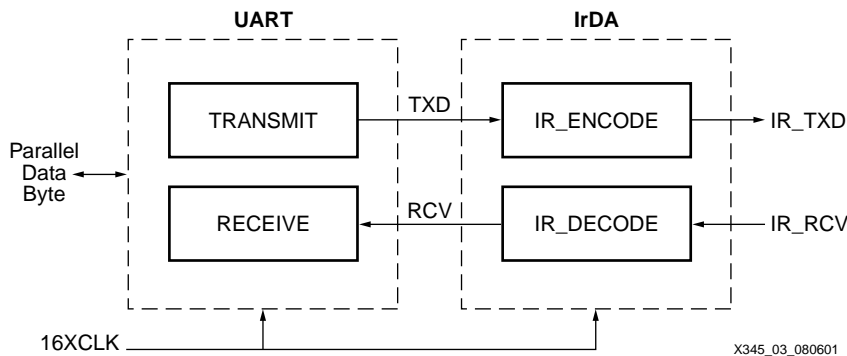 UART
IrDA
TRANSMIT
TXD
IR_ENCODE
IR_TXD
Parallel
Data
Byte
RECEIVE
RCV
IR_DECODE
IR_RCV
16XCLK
X345_03_080601